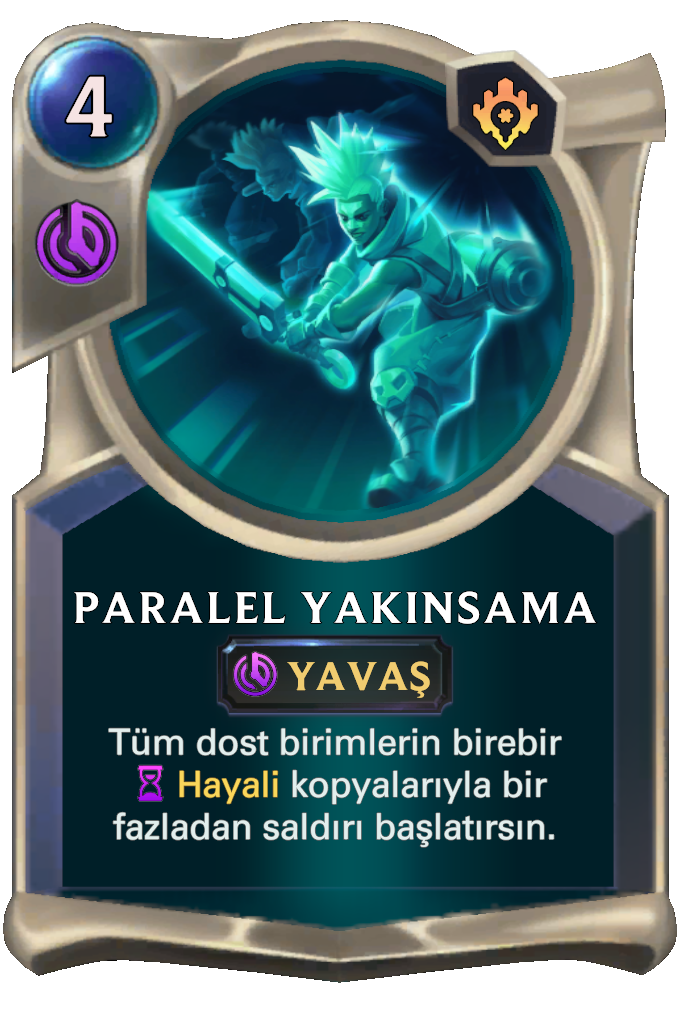 4
PARALEL YAKINSAMA
YAVAŞ
Tüm dost birimlerin birebir
Hayali kopyalarıyla bir
fazladan saldırı başlatırsın.